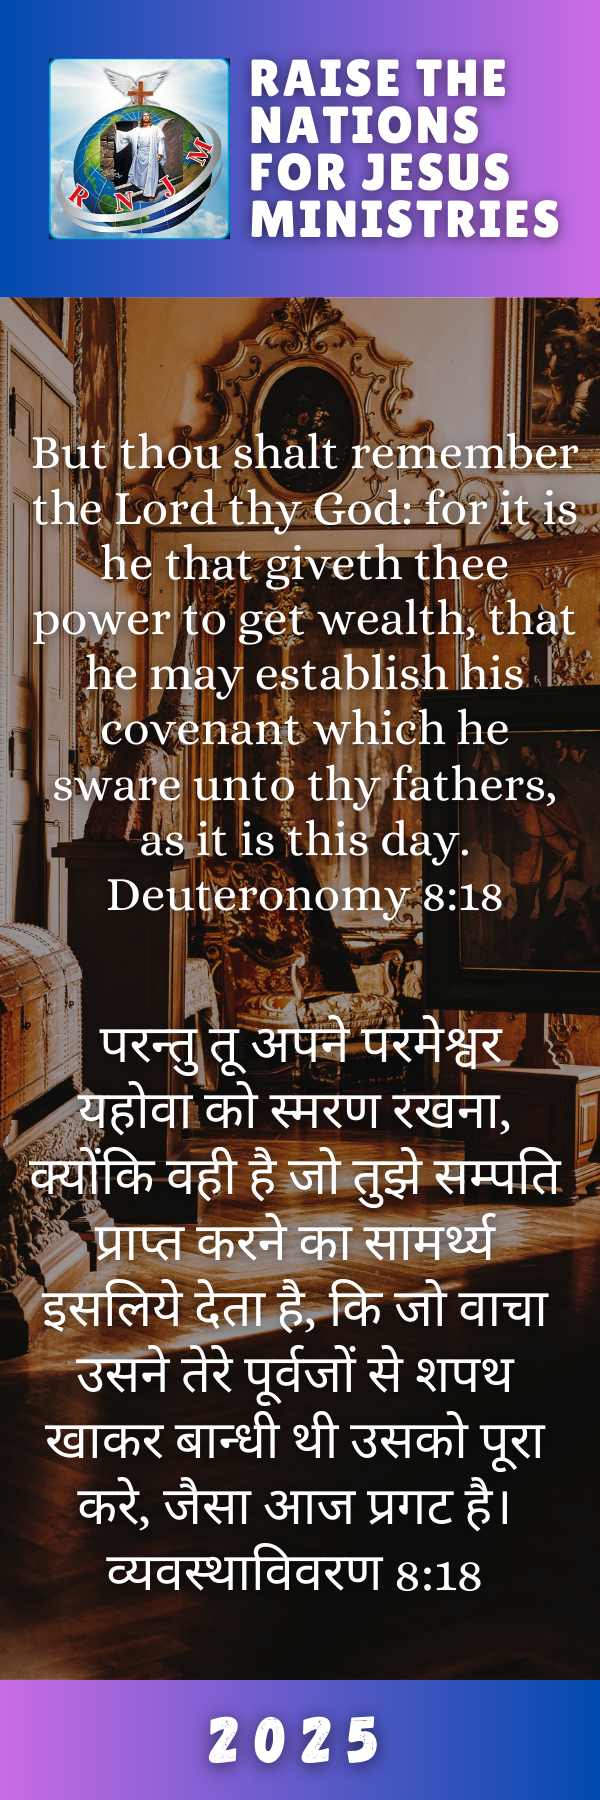 RNJM
RAISE THE
NATIONS
FOR JESUS
MINISTRIES
But thou shalt remember
the Lord thy God: for it is
he that giveth thee
power to get wealth, that
he may establish his
covenant which he
sware unto thy fathers,
as it is this day.
Deuteronomy 8:18
परन्तु तू अपने परमेश्वर
यहोवा को स्मरण रखना,
क्योंकि वही है जो तुझे सम्पति
प्राप्त करने का सामर्थ्य
इसलिये देता है, कि जो वाचा
उसने तेरे पूर्वजों से शपथ
खाकर बान्धी थी उसको पूरा
करे, जैसा आज प्रगट है।
व्यवस्थाविवरण 8:18
2025